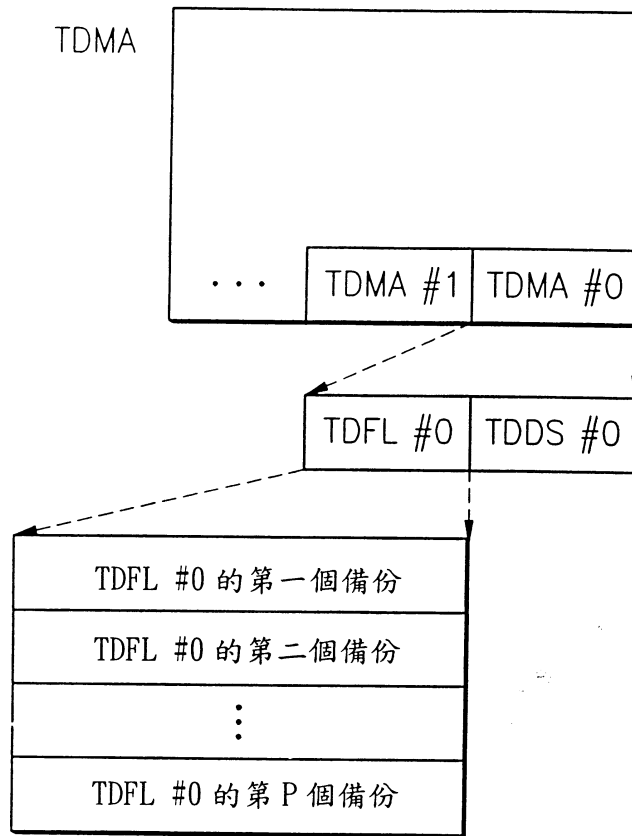 TDMA
... TDMA #1 TDMA #0
TDFL #0 TDDS #0
TDFL #0 的第一個備份
TDFL #0 的第二個備份
⋮
TDFL #0 的第 P 個備份